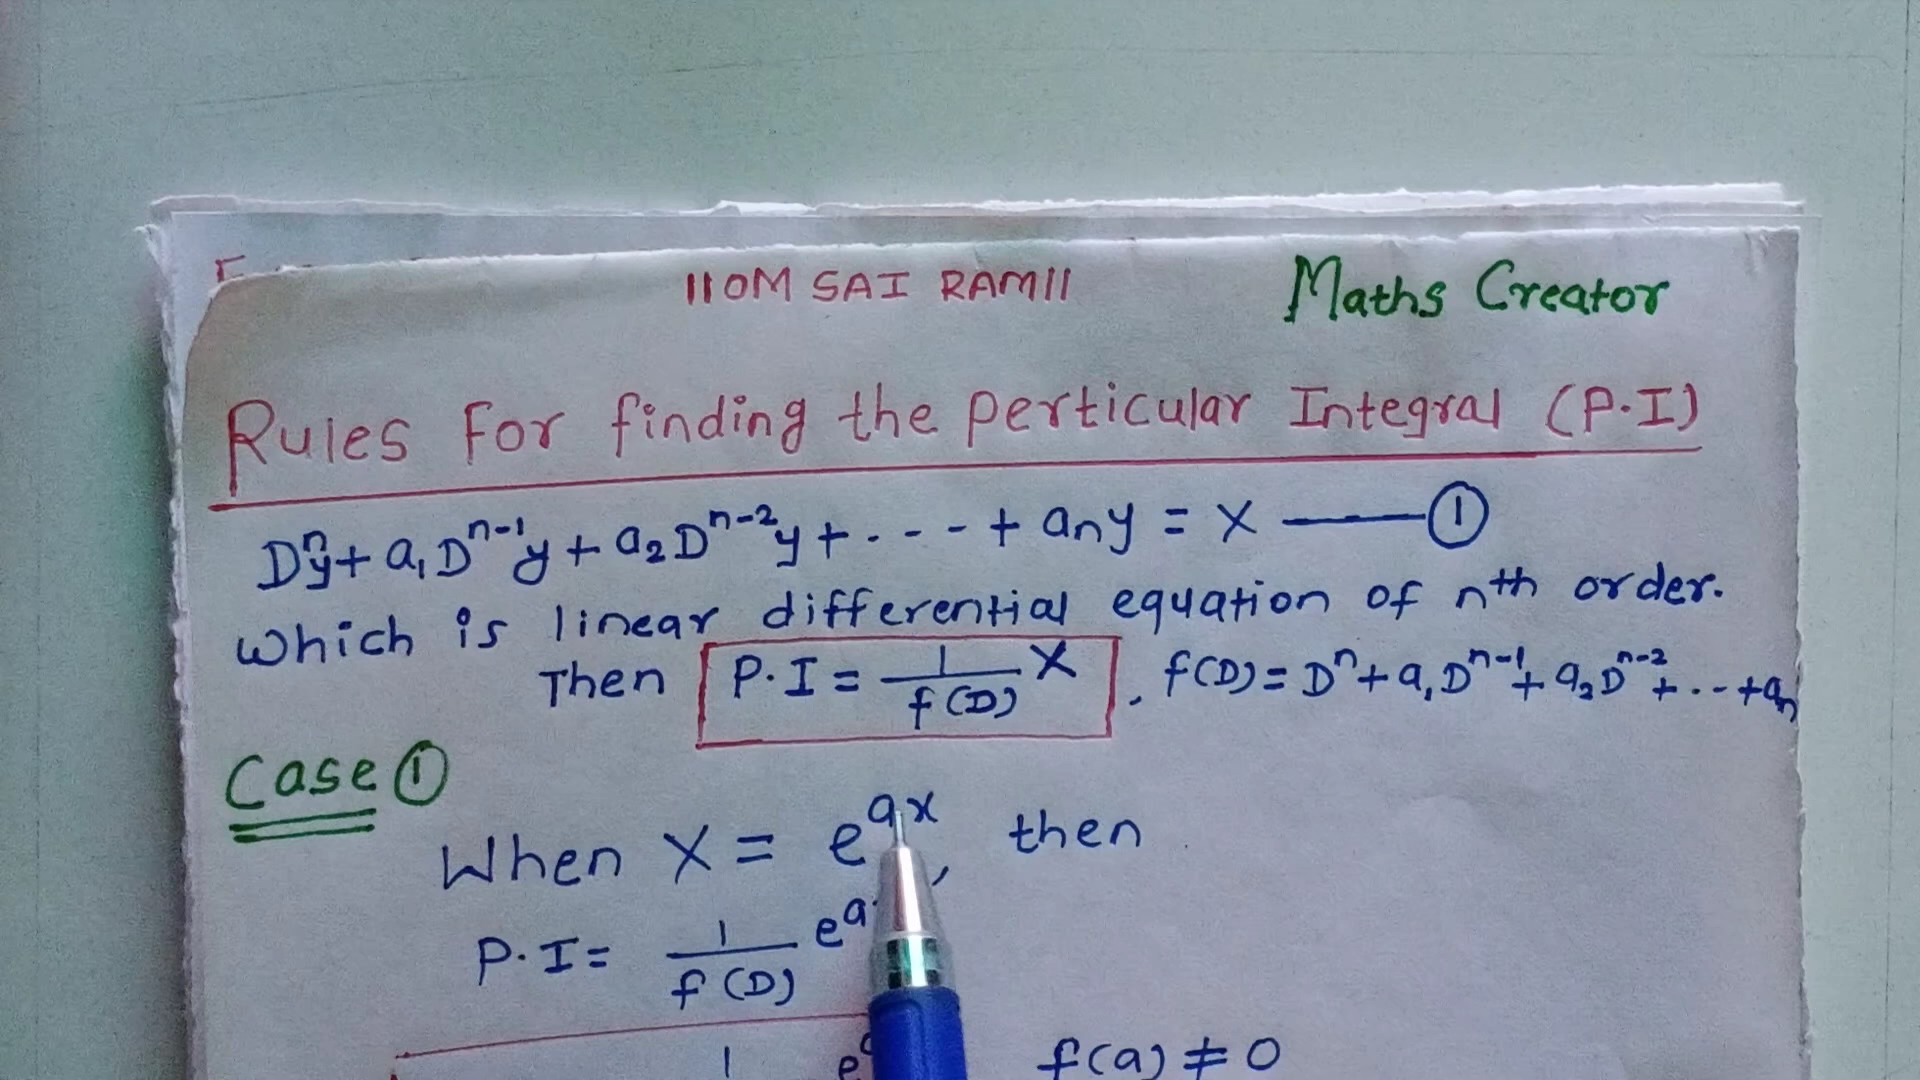 ||OM SAI RAM||
Maths Creator
Rules For finding the Perticular Integral (P.I)
Dⁿy + a₁Dⁿ⁻¹y + a₂Dⁿ⁻²y + . - - - + aₙy = X —— ①
which is linear differential equation of nth order.
Then P.I = 1/f(D) X , f(D) = Dⁿ + a₁Dⁿ⁻¹ + a₂Dⁿ⁻² + . - - + aₙ
Case ①
When X = e^(ax), then
P.I = 1/f(D) e^a
1 e f(a) ≠ 0